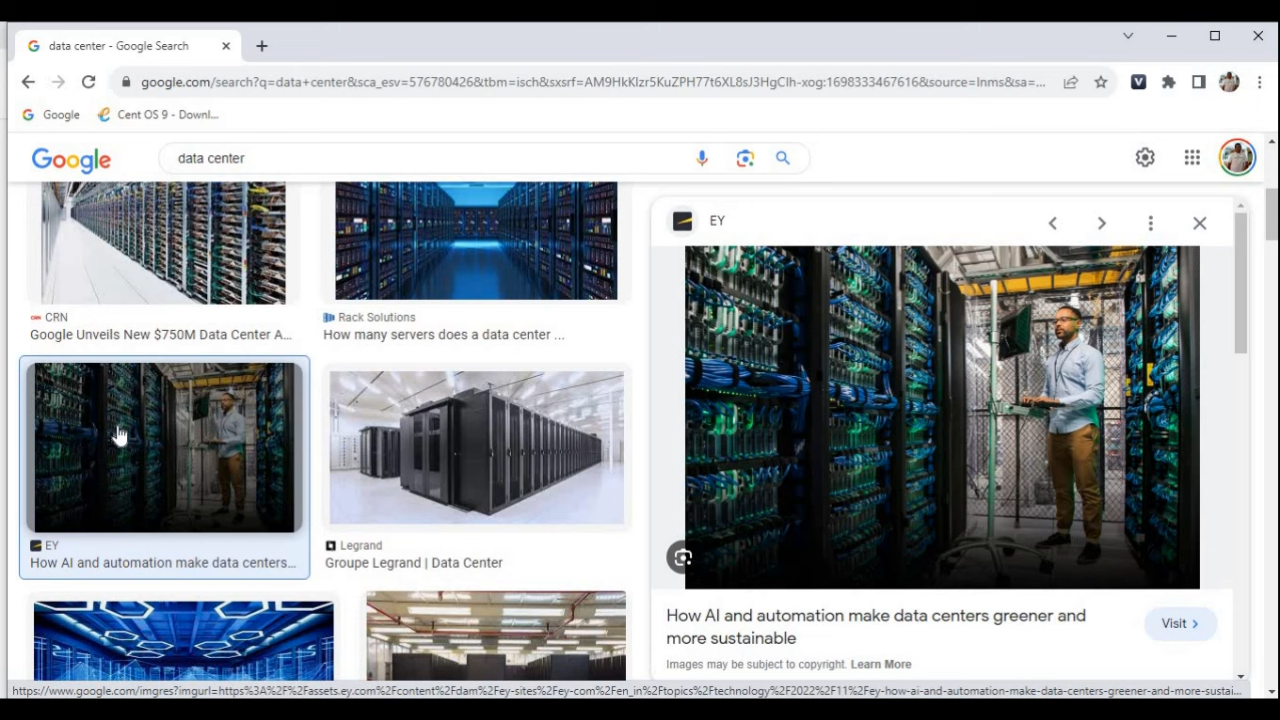 data center - Google Search
google.com/search?q=data+center&sca_esv=576780426&tbm=isch&sxsrf=AM9HkKlzr5KuZPH77t6XL8sJ3HgCIh-xog:1698333467616&source=lnms&sa=...
Google
Cent OS 9 - Downl...
Google
data center
CRN
Google Unveils New $750M Data Center A...
Rack Solutions
How many servers does a data center ...
EY
How AI and automation make data centers...
Legrand
Groupe Legrand | Data Center
EY
How AI and automation make data centers greener and
more sustainable
Visit
Images may be subject to copyright. Learn More
https://www.google.com/imgres?imgurl=https%3A%2F%2Fassets.ey.com%2Fcontent%2Fdam%2Fey-sites%2Fey-com%2Fen_in%2Ftopics%2Ftechnology%2F2022%2F11%2Fey-how-ai-and-automation-make-data-centers-greener-and-more-sustai...